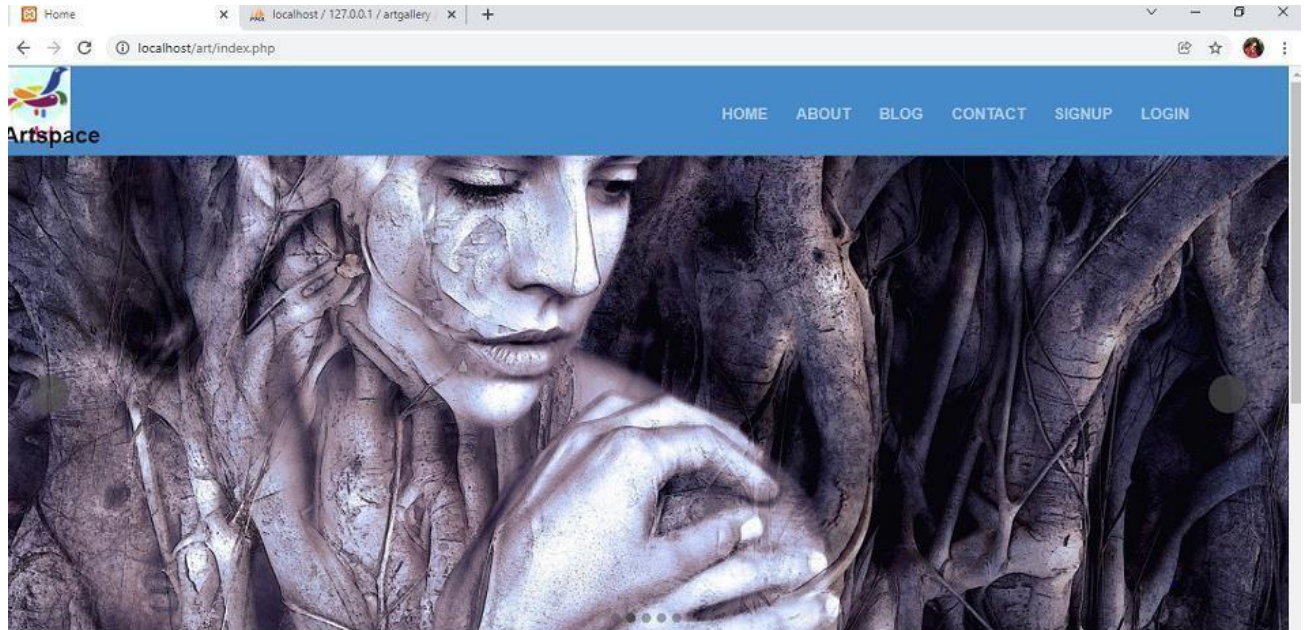 Home
localhost / 127.0.0.1 / artgallery /
localhost/art/index.php
HOME ABOUT BLOG CONTACT SIGNUP LOGIN
Artspace